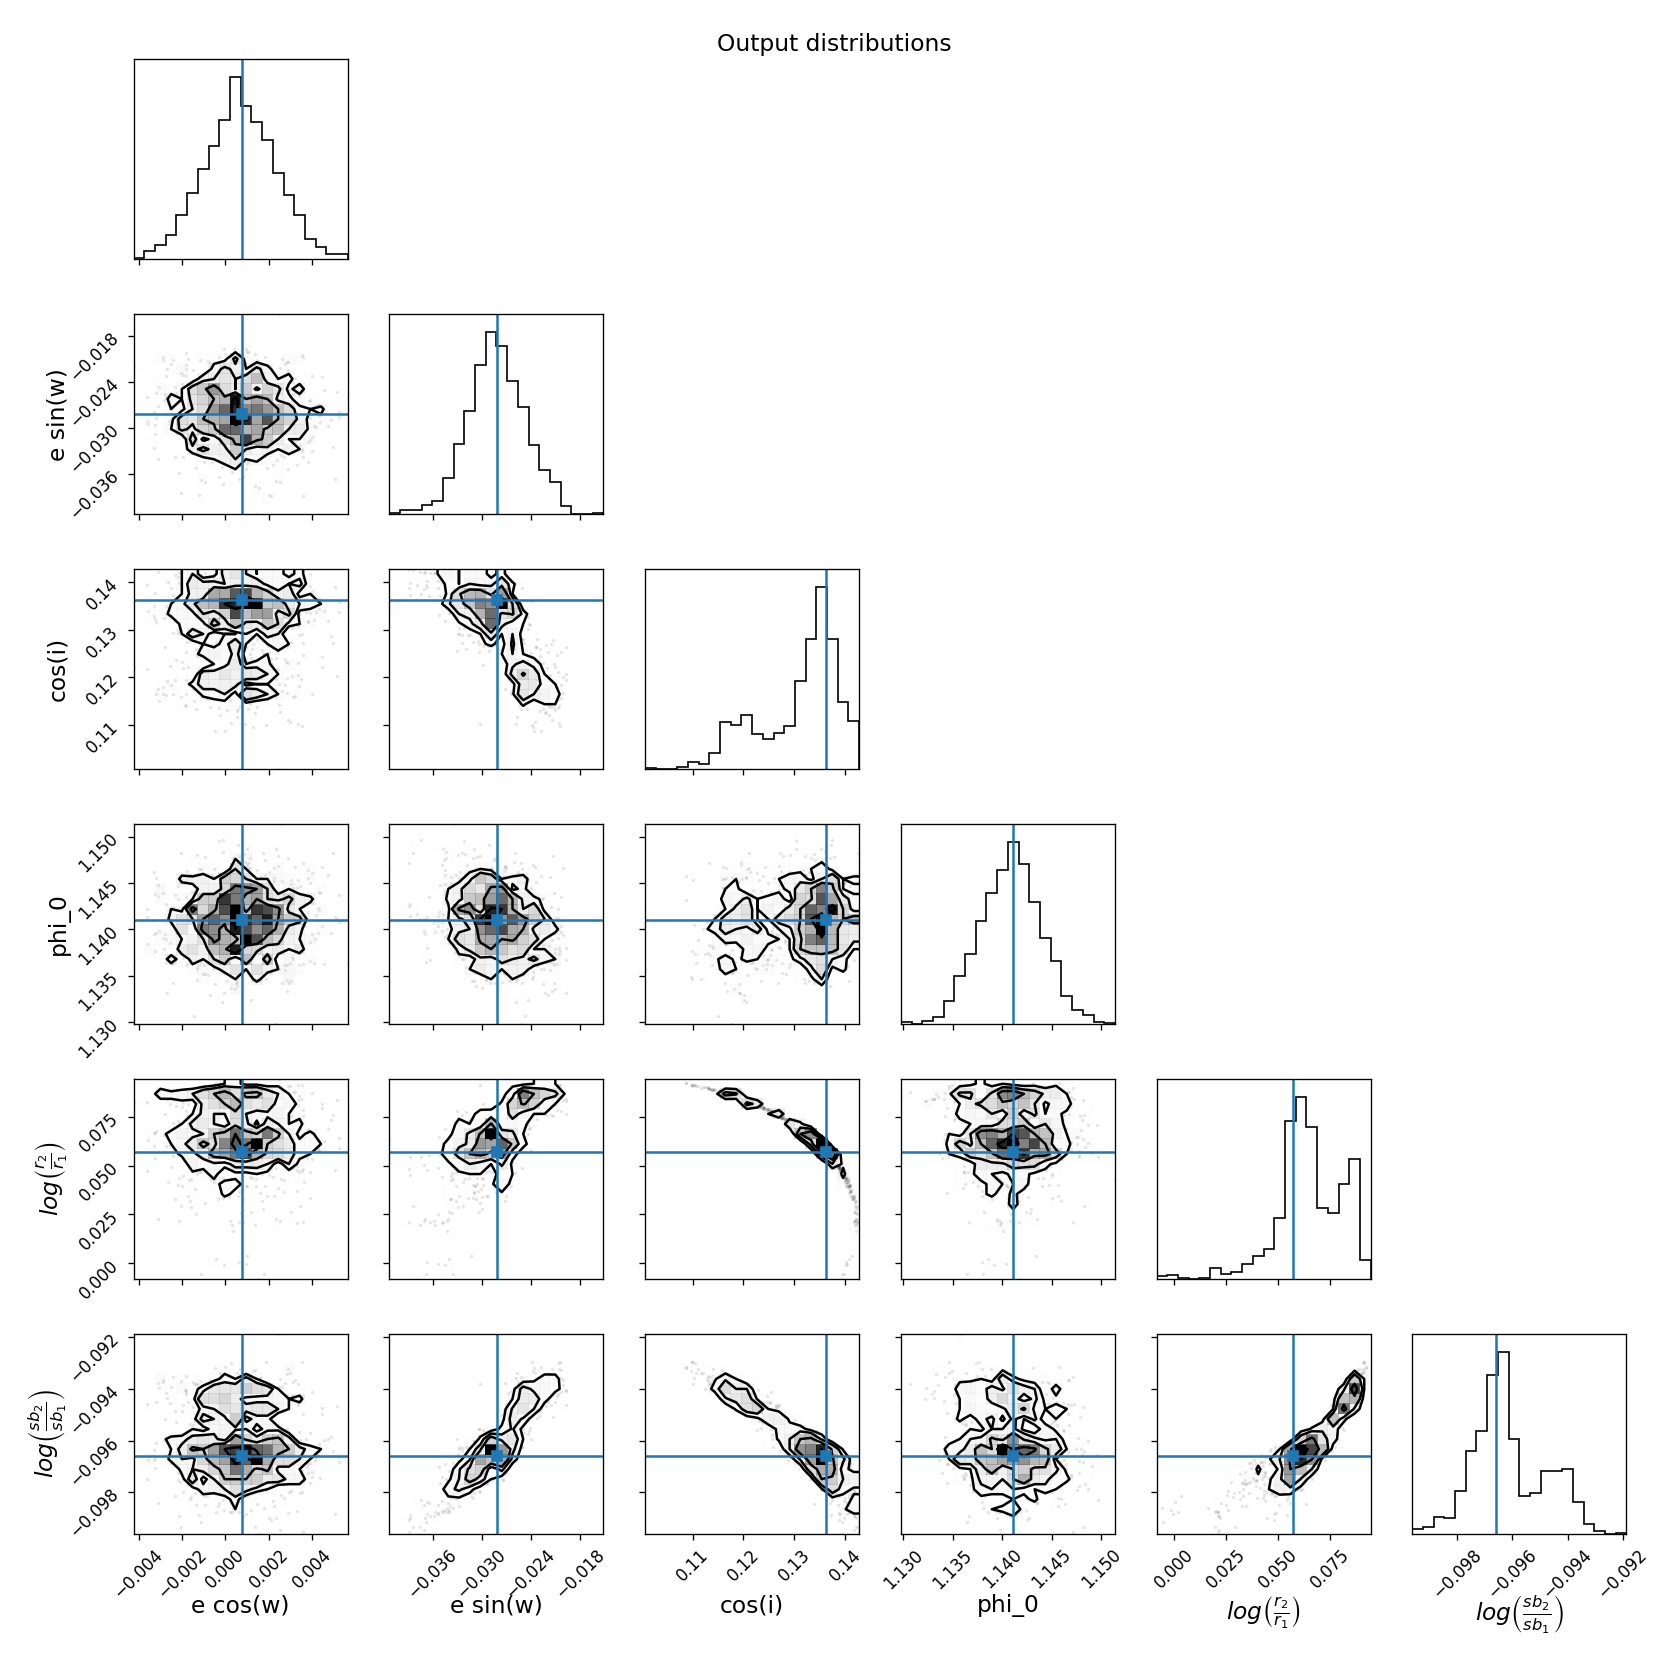 Output distributions
e sin(w)
−0.018
−0.024
−0.030
−0.036
cos(i)
0.14
0.13
0.12
0.11
phi_0
1.150
1.145
1.140
1.135
1.130
log(r₂/r₁)
0.075
0.050
0.025
0.000
log(sb₂/sb₁)
−0.092
−0.094
−0.096
−0.098
−0.004 −0.002 0.000 0.002 0.004 −0.036 −0.030 −0.024 −0.018 0.11 0.12 0.13 0.14 1.130 1.135 1.140 1.145 1.150 0.000 0.025 0.050 0.075 −0.098 −0.096 −0.094 −0.092
e cos(w) e sin(w) cos(i) phi_0 log(r₂/r₁) log(sb₂/sb₁)